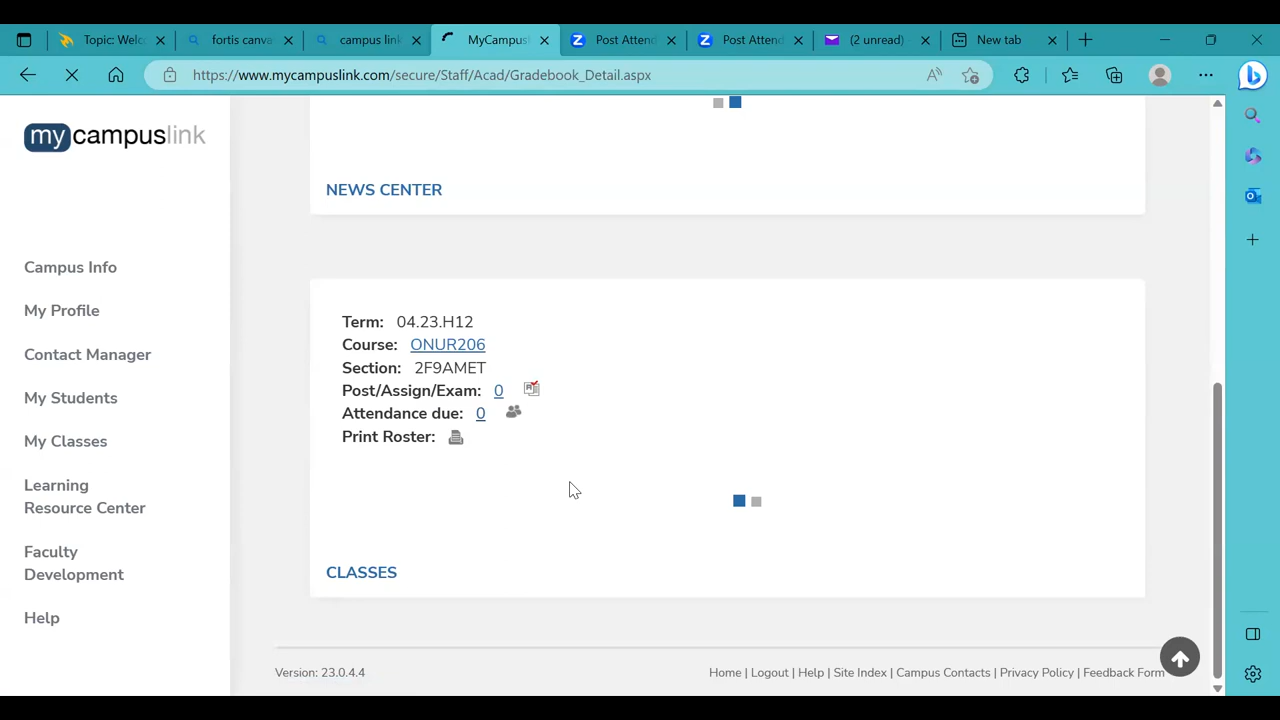 Topic: Welc
fortis canva
campus link
MyCampus
Post Attend
Post Attend
(2 unread)
New tab
https://www.mycampuslink.com/secure/Staff/Acad/Gradebook_Detail.aspx
mycampuslink
Campus Info
My Profile
Contact Manager
My Students
My Classes
Learning
Resource Center
Faculty
Development
Help
NEWS CENTER
Term: 04.23.H12
Course: ONUR206
Section: 2F9AMET
Post/Assign/Exam: 0
Attendance due: 0
Print Roster:
CLASSES
Version: 23.0.4.4
Home | Logout | Help | Site Index | Campus Contacts | Privacy Policy | Feedback Form